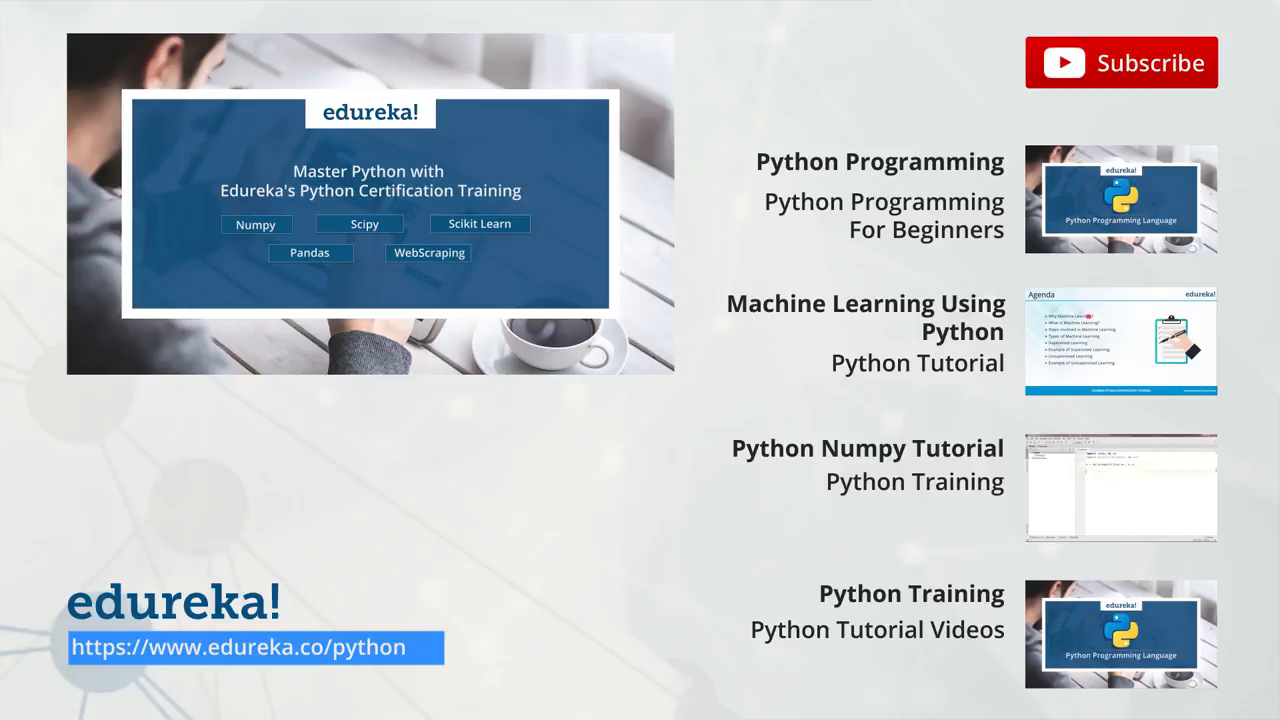 edureka!
Master Python with
Edureka's Python Certification Training
Numpy
Scipy
Scikit Learn
Pandas
WebScraping
Subscribe
Python Programming
Python Programming
For Beginners
edureka!
Python Programming Language
Machine Learning Using
Python
Python Tutorial
Agenda
edureka!
Why Machine Learning?
What is Machine Learning?
Steps involved in Machine Learning
Types of Machine Learning
Supervised Learning
Example of Supervised Learning
Unsupervised Learning
Example of Unsupervised Learning
Python Numpy Tutorial
Python Training
Python Training
Python Tutorial Videos
edureka!
Python Programming Language
edureka!
https://www.edureka.co/python